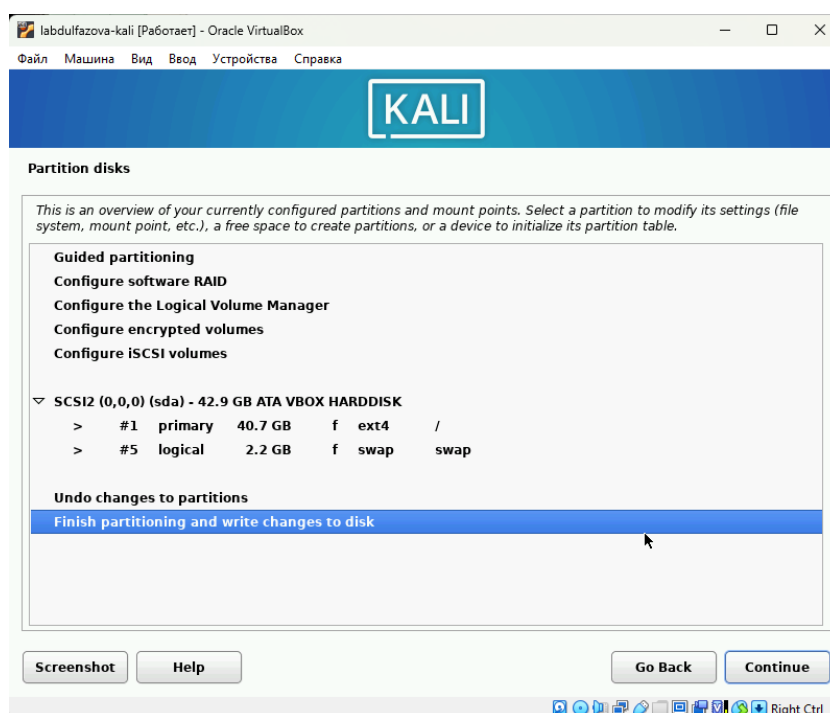 labdulfazova-kali [Работает] - Oracle VirtualBox
Файл Машина Вид Ввод Устройства Справка
KALI
Partition disks
This is an overview of your currently configured partitions and mount points. Select a partition to modify its settings (file
system, mount point, etc.), a free space to create partitions, or a device to initialize its partition table.
Guided partitioning
Configure software RAID
Configure the Logical Volume Manager
Configure encrypted volumes
Configure iSCSI volumes
SCSI2 (0,0,0) (sda) - 42.9 GB ATA VBOX HARDDISK
> #1 primary 40.7 GB f ext4 /
> #5 logical 2.2 GB f swap swap
Undo changes to partitions
Finish partitioning and write changes to disk
Screenshot Help Go Back Continue
Right Ctrl